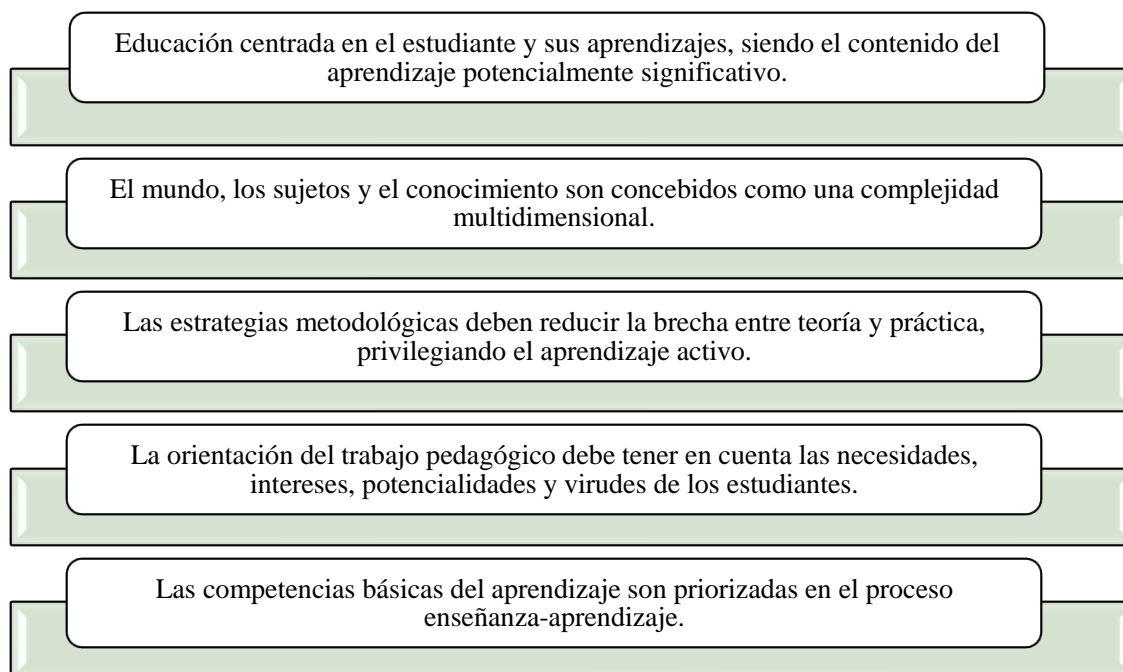 Educación centrada en el estudiante y sus aprendizajes, siendo el contenido del
aprendizaje potencialmente significativo.
El mundo, los sujetos y el conocimiento son concebidos como una complejidad
multidimensional.
Las estrategias metodológicas deben reducir la brecha entre teoría y práctica,
privilegiando el aprendizaje activo.
La orientación del trabajo pedagógico debe tener en cuenta las necesidades,
intereses, potencialidades y virudes de los estudiantes.
Las competencias básicas del aprendizaje son priorizadas en el proceso
enseñanza-aprendizaje.